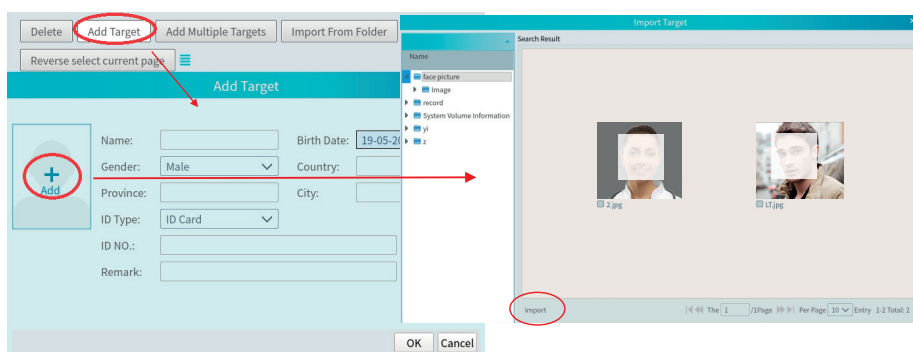 Delete
Add Target
Add Multiple Targets
Import From Folder
Reverse select current page
Add Target
Add
Name:
Birth Date: 19-05-20
Gender: Male
Country:
Province:
City:
ID Type: ID Card
ID NO.:
Remark:
OK
Cancel
Import Target
Search Result
Name
face picture
Image
record
System Volume Information
yi
z
2.jpg
LT.jpg
Import
The 1 /1Page
Per Page 10 Entry 1-2 Total: 2